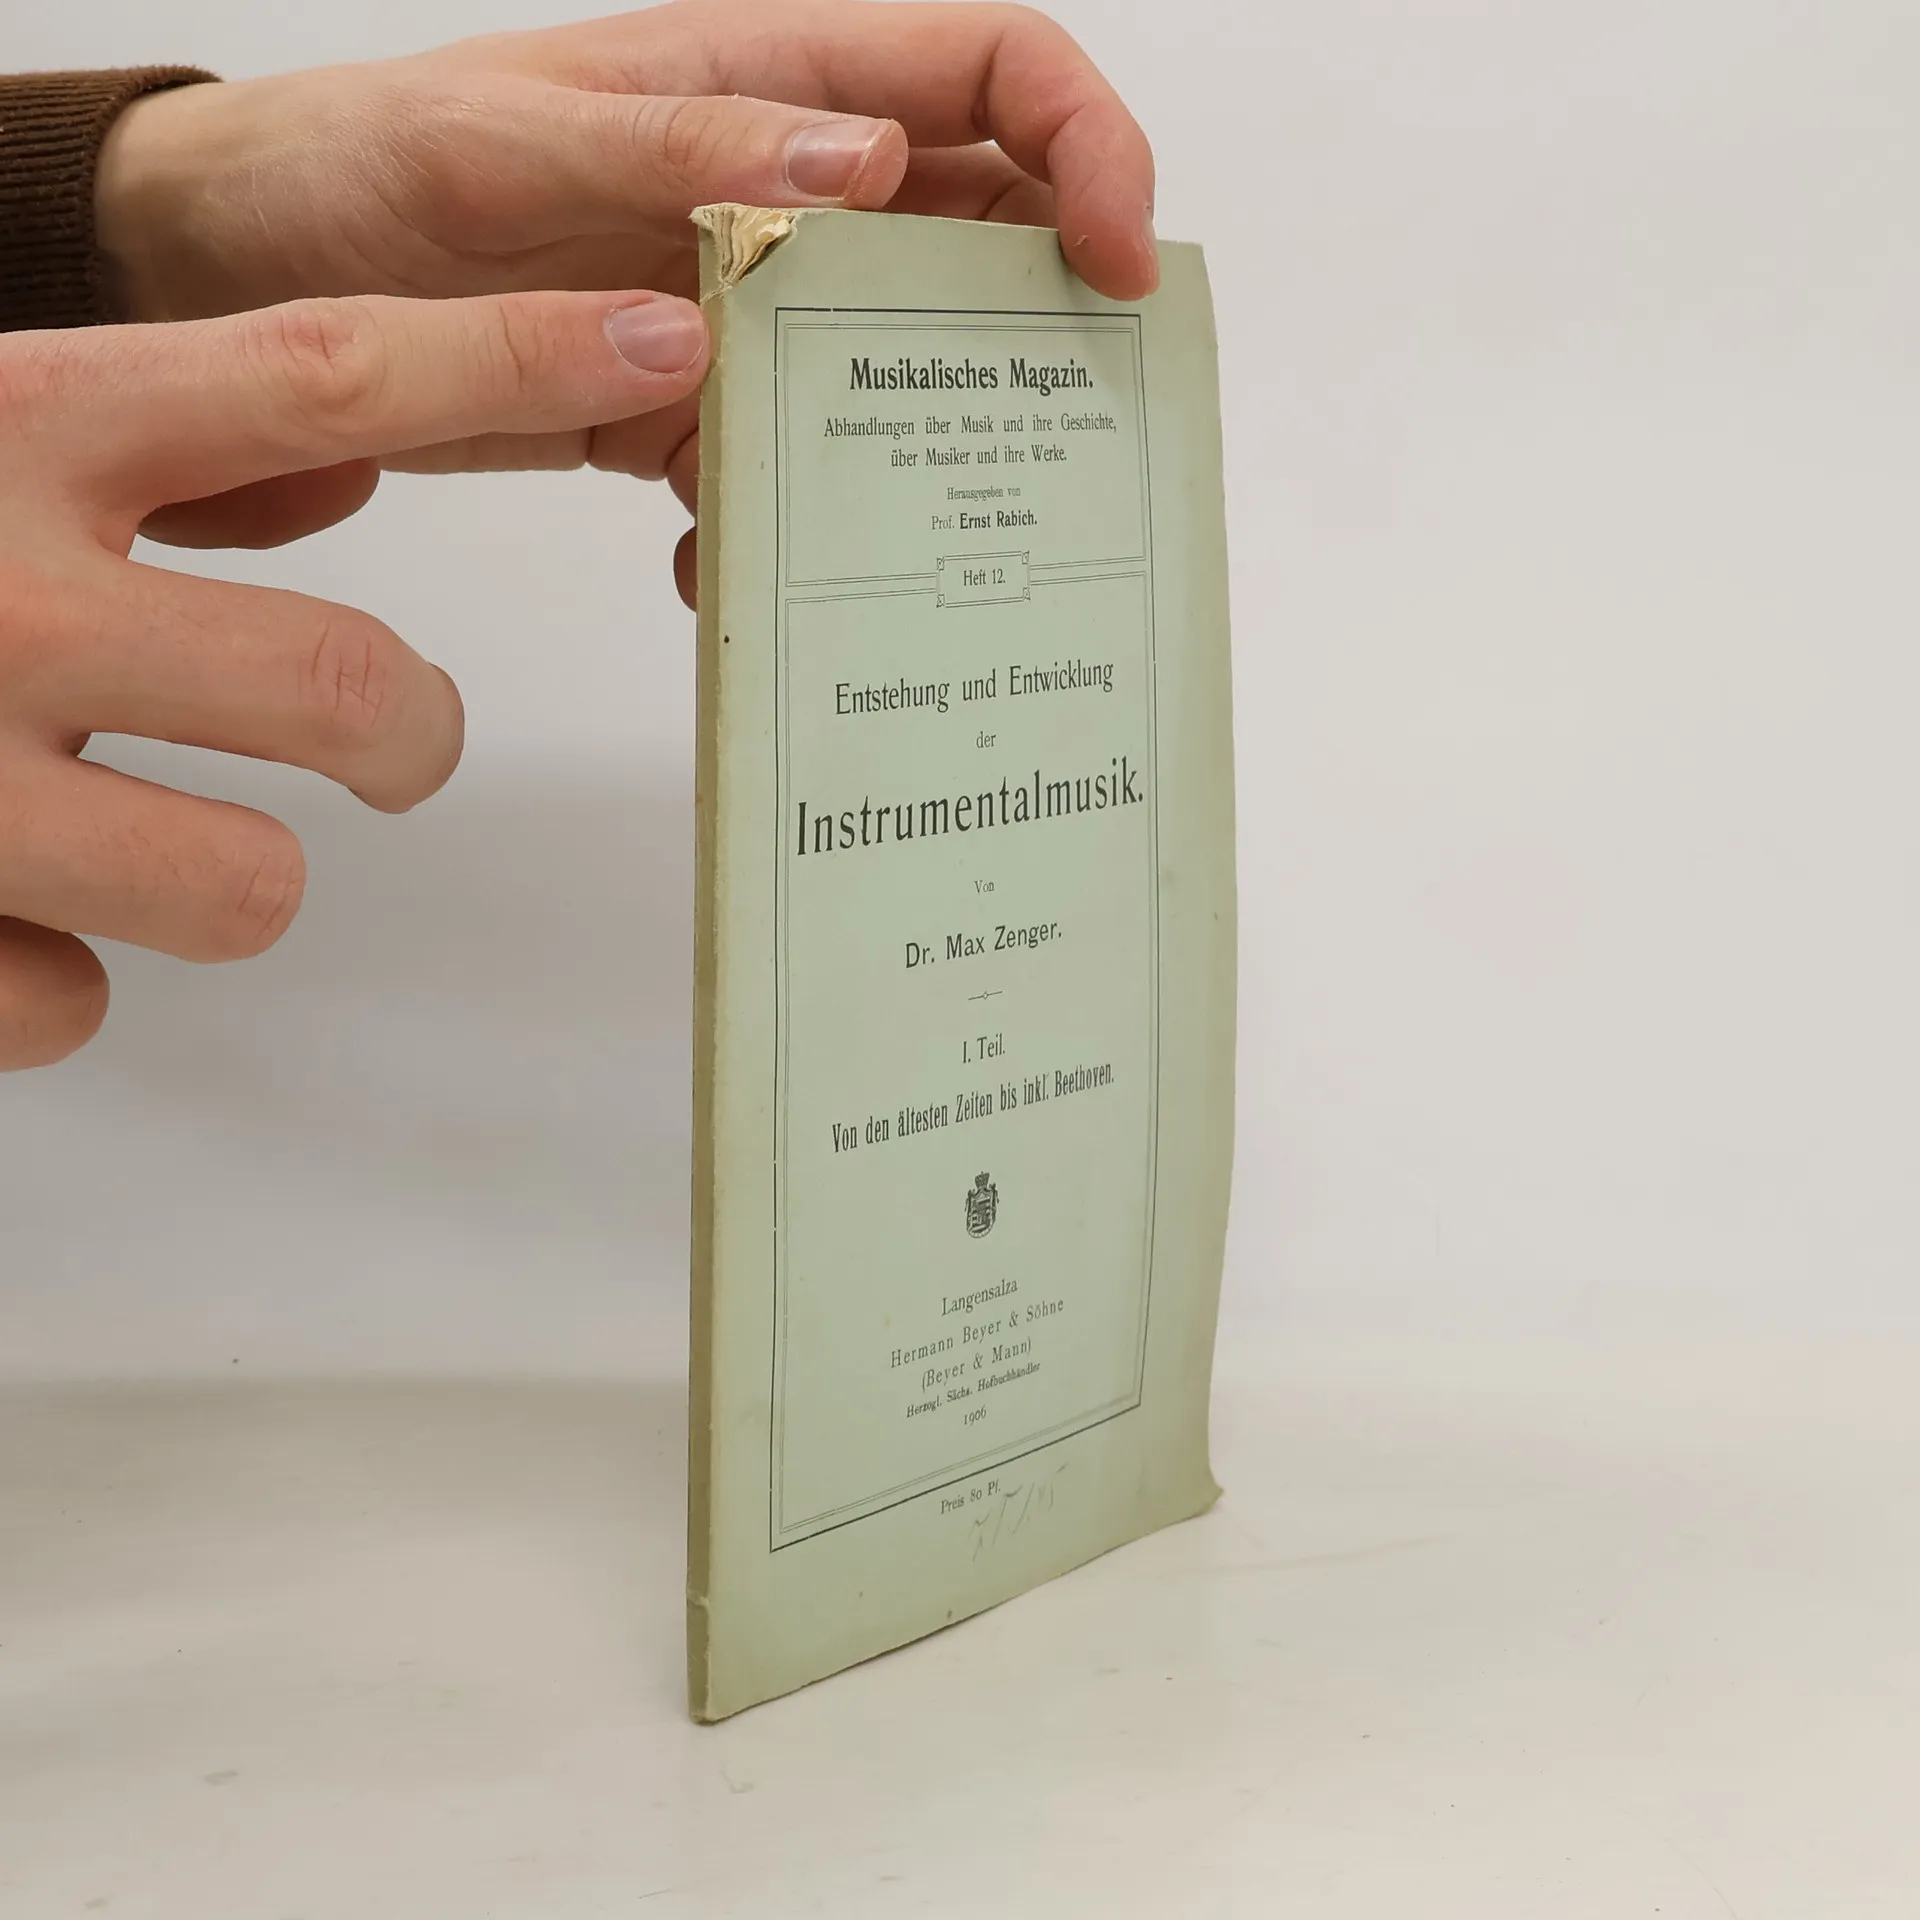 Musikalisches Magazin.
Abhandlungen über Musik und ihre Geschichte,
über Musiker und ihre Werke.
Herausgegeben von
Prof. Ernst Rabich.
Heft 12.
Entstehung und Entwicklung
der
Instrumentalmusik.
Von
Dr. Max Zenger.
I. Teil.
Von den ältesten Zeiten bis inkl. Beethoven.
Langensalza
Hermann Beyer & Söhne
(Beyer & Mann)
Herzogl. Sächs. Hofbuchhändler
1906
Preis 80 Pf.